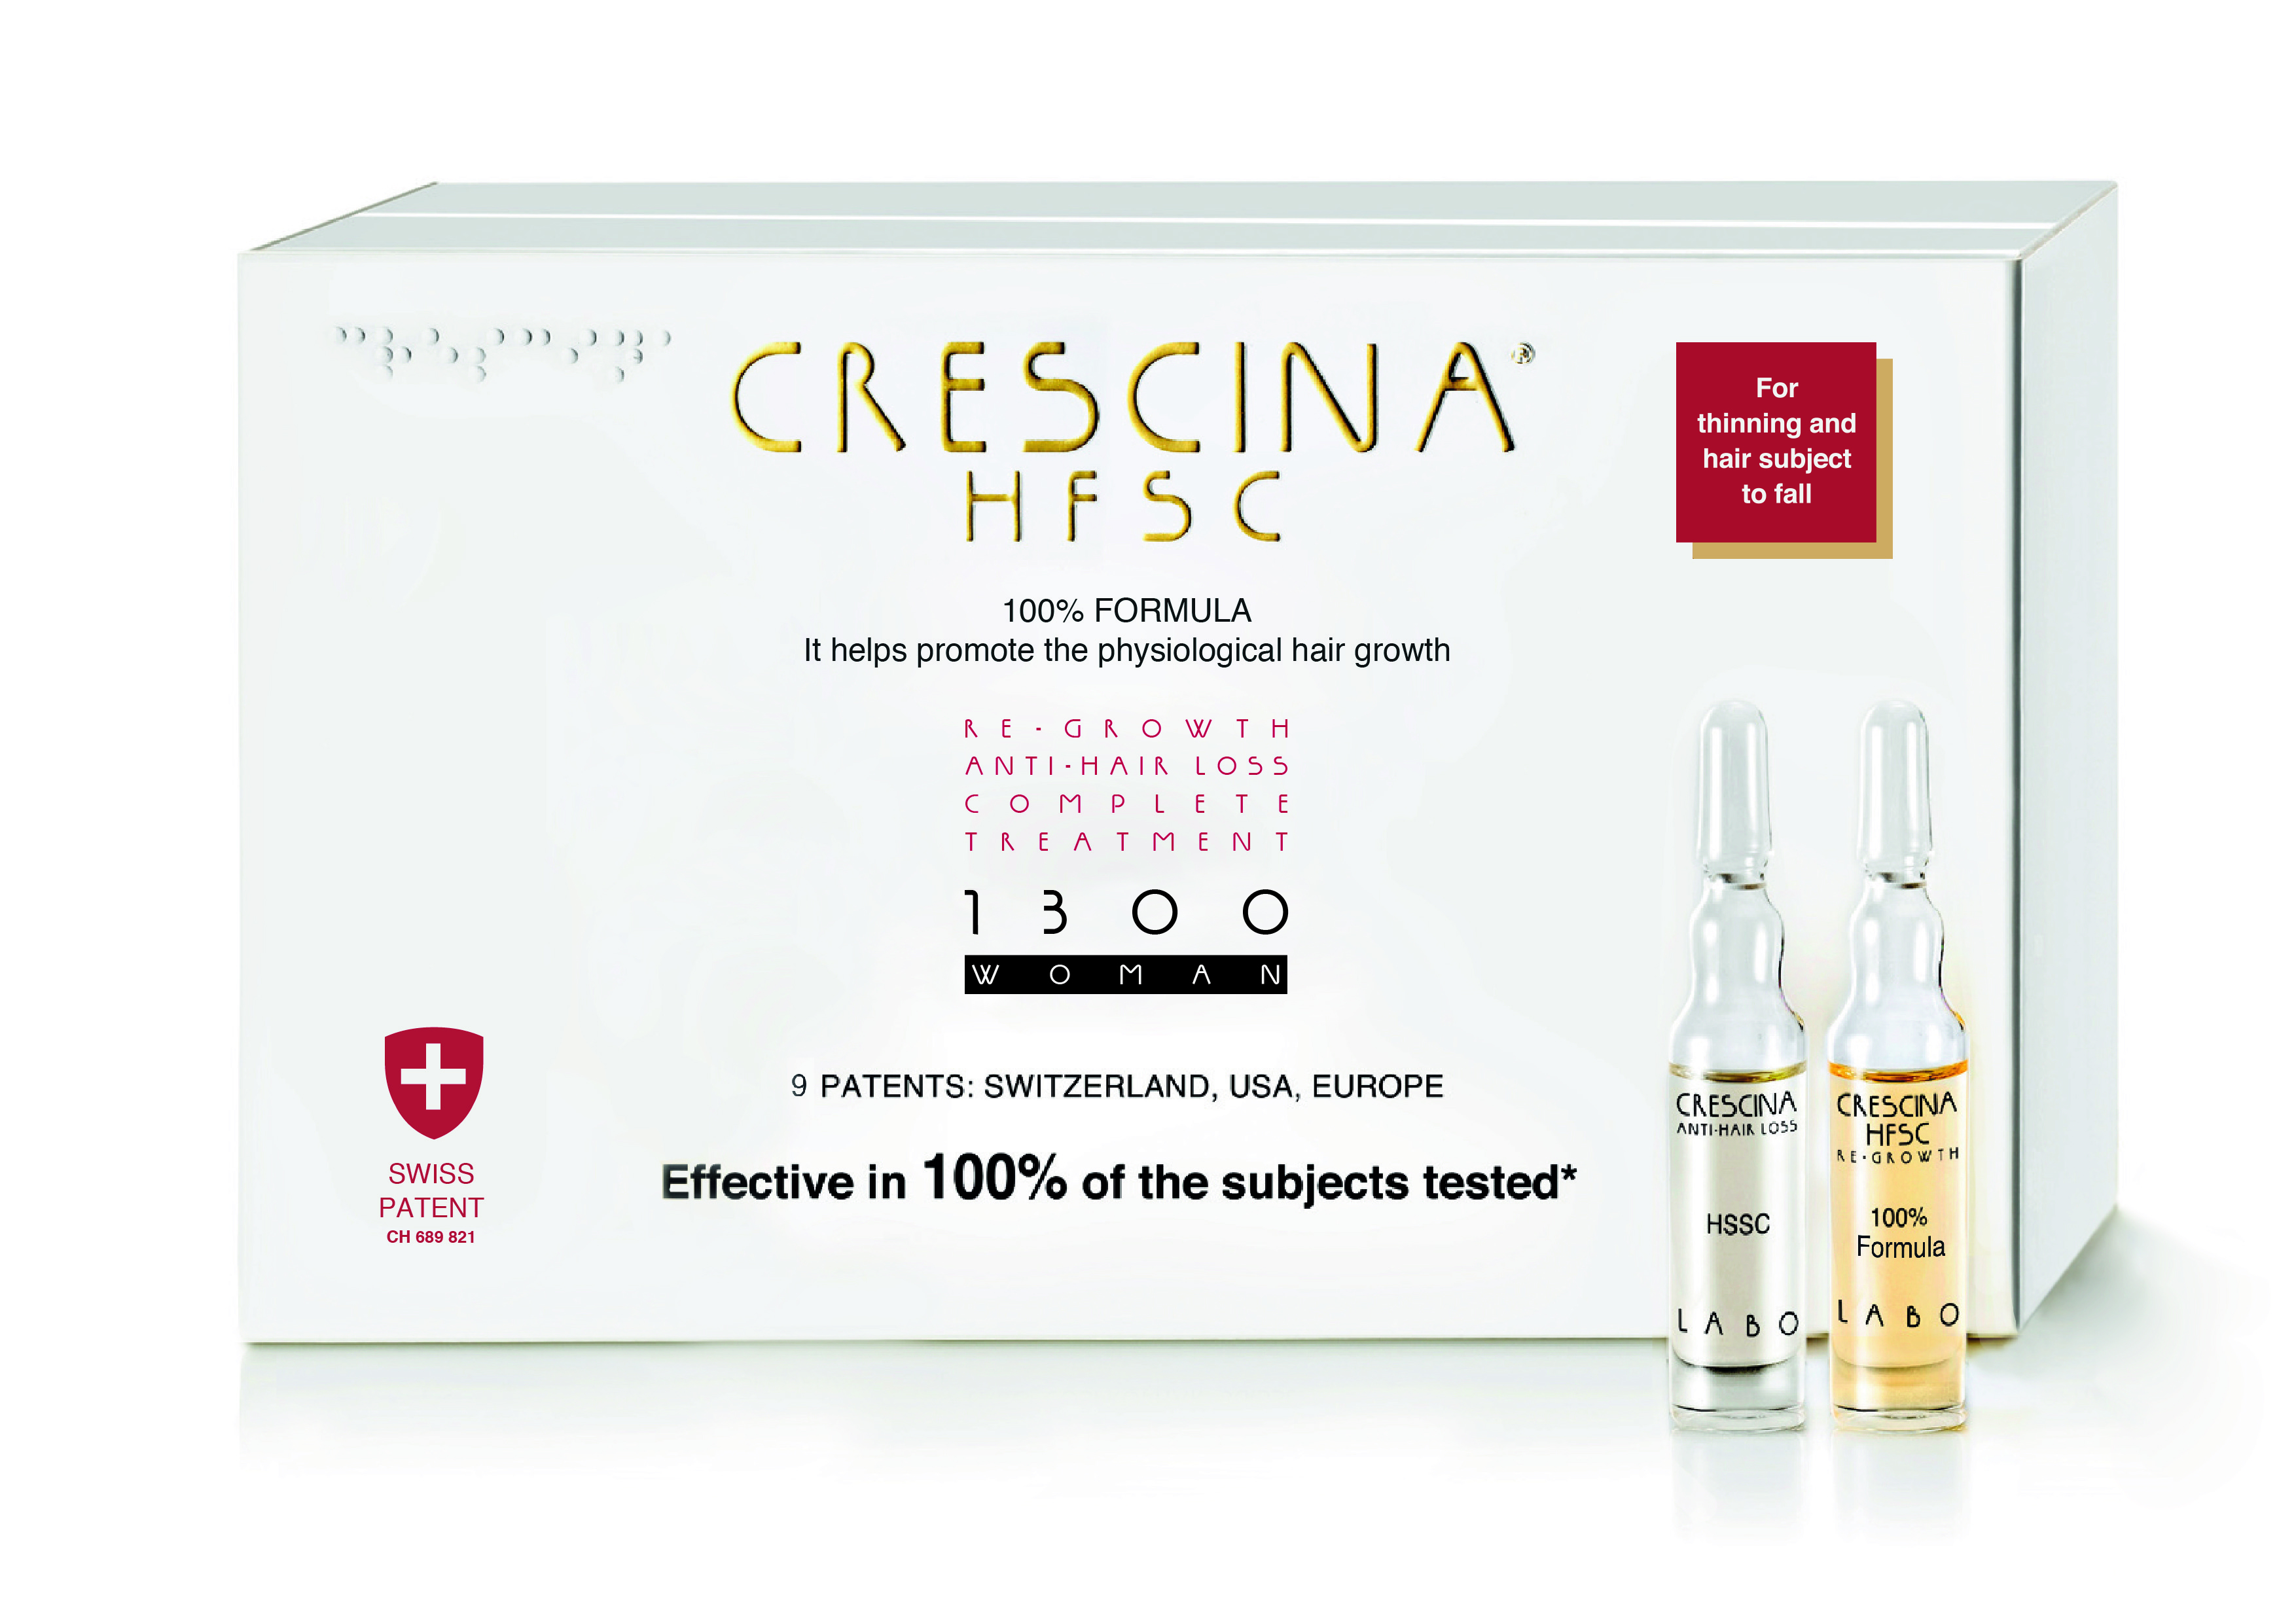 CRESCINA®
HFSC
For
thinning and
hair subject
to fall
100% FORMULA
It helps promote the physiological hair growth
RE-GROWTH
ANTI-HAIR LOSS
COMPLETE
TREATMENT
1300
WOMAN
9 PATENTS: SWITZERLAND, USA, EUROPE
Effective in 100% of the subjects tested*
SWISS
PATENT
CH 689 821
CRESCINA
ANTI-HAIR LOSS
HSSC
LABO
CRESCINA
HFSC
RE-GROWTH
100%
Formula
LABO